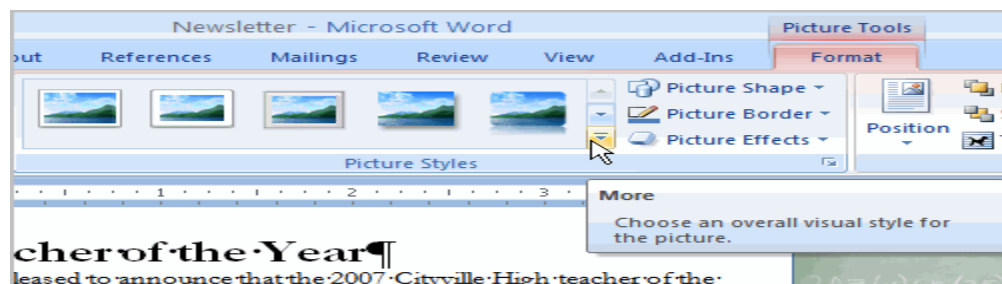 Newsletter - Microsoft Word Picture Tools
out References Mailings Review View Add-Ins Format
Picture Shape
Picture Border
Picture Effects
Position
Picture Styles
1 2 3
More
Choose an overall visual style for
the picture.
cher·of·the·Year¶
leased·to·announce·that·the·2007·Cityville·High·teacher·of·the·